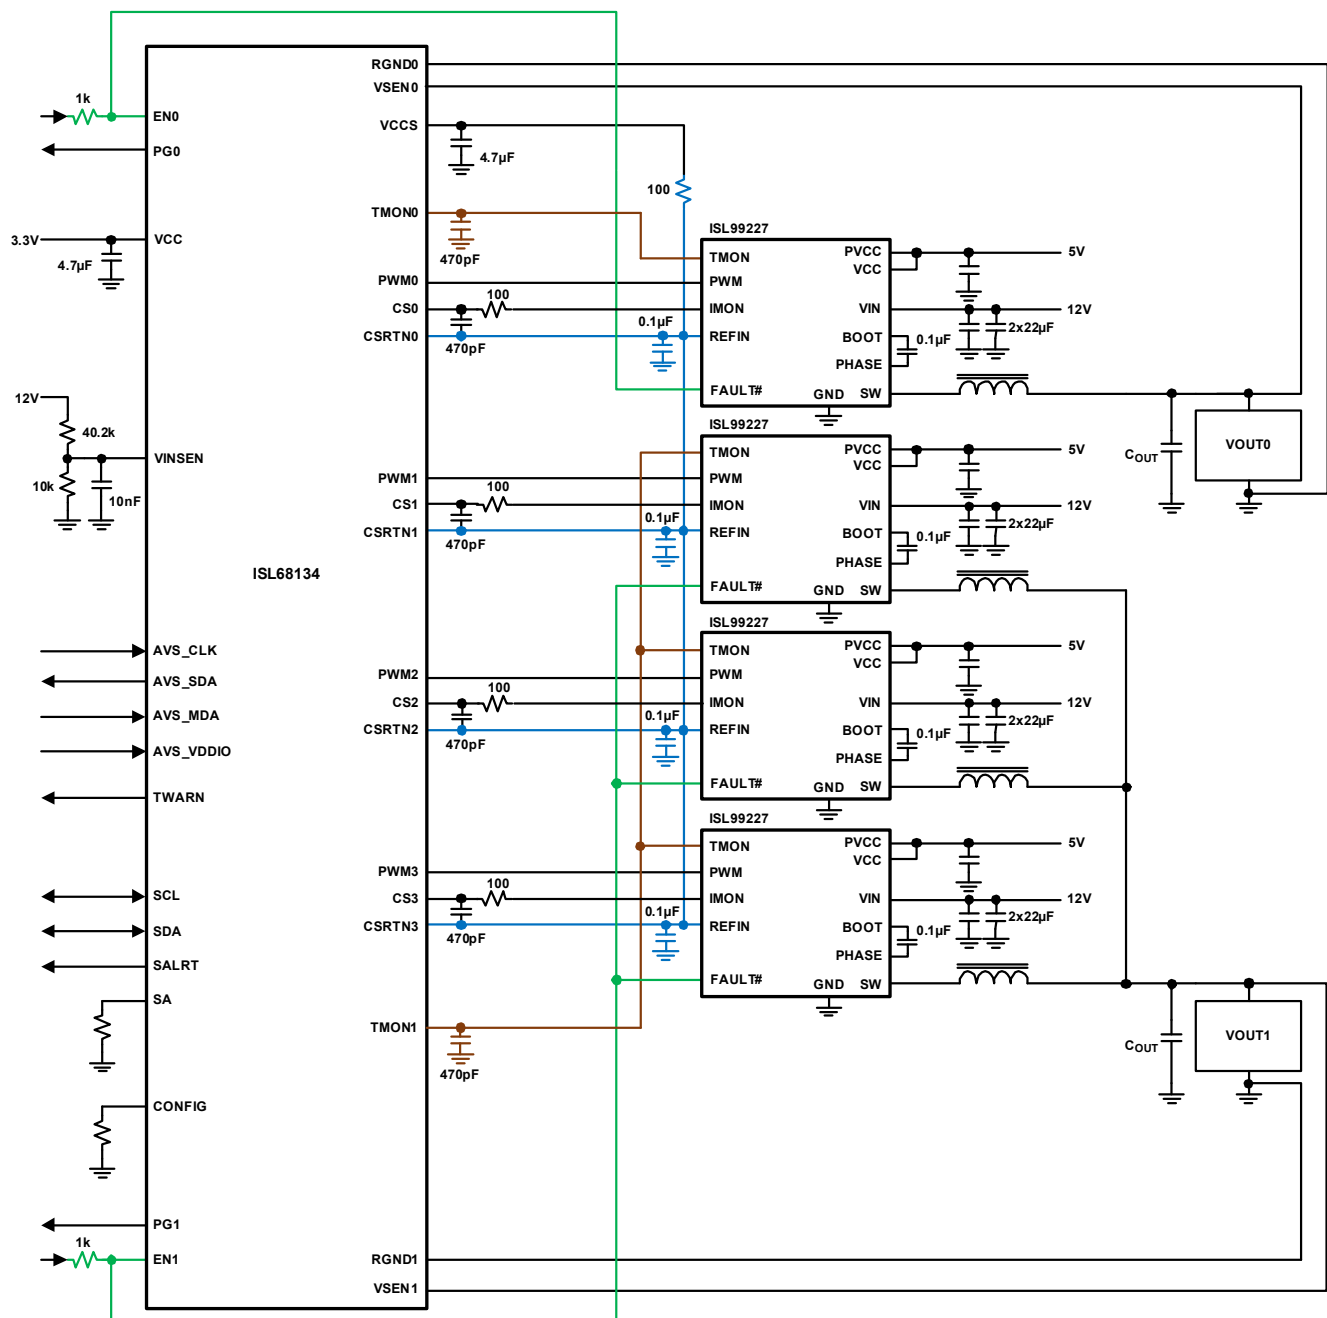 RGND0
VSEN0
1k
EN0
VCCS
PG0
4.7µF
100
TMON0
ISL99227
3.3V
VCC
4.7µF
470pF
TMON
PVCC
VCC
5V
PWM0
PWM
CS0
100
IMON
VIN
12V
CSRTN0
470pF
0.1µF
REFIN
BOOT
0.1µF
2x22µF
PHASE
FAULT#
GND
SW
12V
40.2k
ISL99227
VOUT0
COUT
VINSEN
10k
10nF
TMON
PVCC
VCC
5V
PWM1
PWM
CS1
100
IMON
VIN
12V
CSRTN1
470pF
0.1µF
REFIN
BOOT
0.1µF
2x22µF
PHASE
ISL68134
FAULT#
GND
SW
ISL99227
AVS_CLK
TMON
PVCC
VCC
5V
AVS_SDA
PWM2
PWM
CS2
100
IMON
VIN
12V
AVS_MDA
CSRTN2
470pF
0.1µF
REFIN
BOOT
0.1µF
2x22µF
AVS_VDDIO
PHASE
FAULT#
GND
SW
TWARN
ISL99227
TMON
PVCC
VCC
5V
PWM3
PWM
SCL
CS3
100
IMON
VIN
12V
CSRTN3
470pF
0.1µF
REFIN
BOOT
0.1µF
2x22µF
SDA
PHASE
SALRT
FAULT#
GND
SW
SA
TMON1
470pF
COUT
VOUT1
CONFIG
PG1
1k
EN1
RGND1
VSEN1